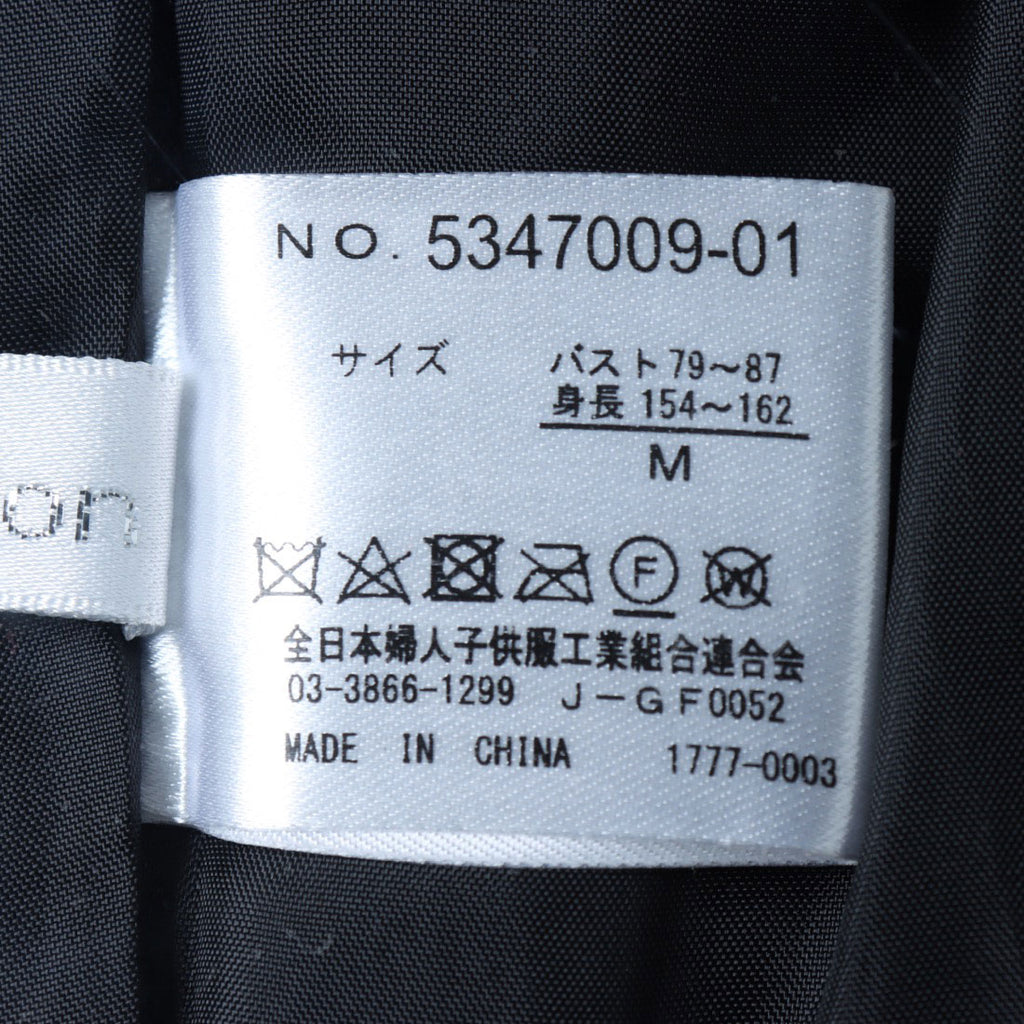 NO. 5347009-01
サイズ
バスト 79〜87
身長 154〜162
M
F
W
全日本婦人子供服工業組合連合会
03-3866-1299 J-GF0052
MADE IN CHINA 1777-0003
on